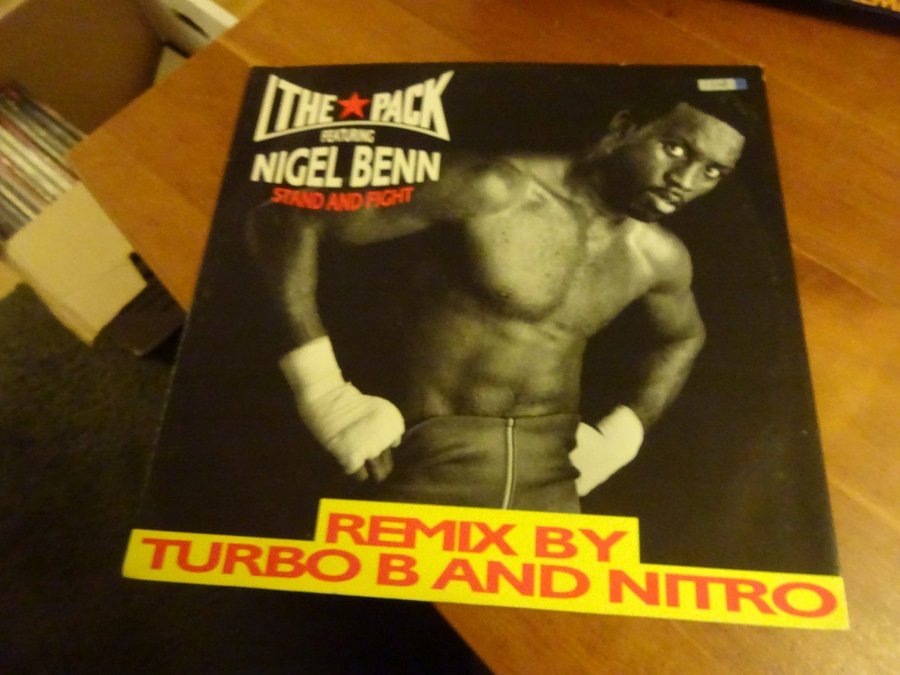 THE ★ PACK
FEATURING
NIGEL BENN
STAND AND FIGHT
REMIX BY
TURBO B AND NITRO